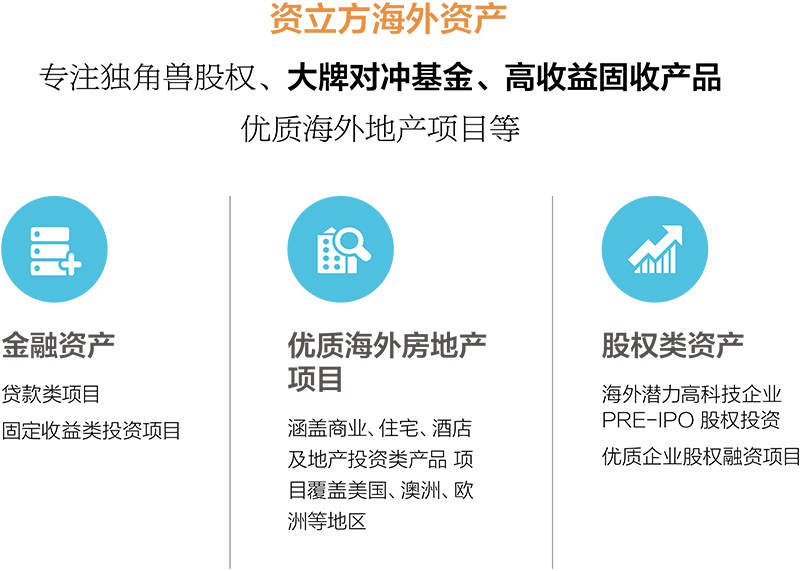 资立方海外资产
专注独角兽股权、大牌对冲基金、高收益固收产品
优质海外地产项目等
金融资产
贷款类项目
固定收益类投资项目
优质海外房地产
项目
涵盖商业、住宅、酒店
及地产投资类产品 项
目覆盖美国、澳洲、欧
洲等地区
股权类资产
海外潜力高科技企业
PRE-IPO 股权投资
优质企业股权融资项目